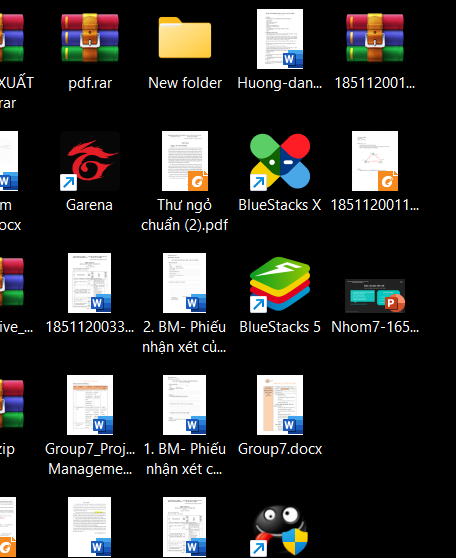 XUẤT
rar
pdf.rar
New folder
Huong-dan...
185112001...
m
ocx
Garena
Thư ngỏ
chuẩn (2).pdf
BlueStacks X
1851120011...
ive_...
1851120033...
2. BM- Phiếu
nhận xét củ...
BlueStacks 5
Nhom7-165...
zip
Group7_Proj...
Manageme...
1. BM- Phiếu
nhận xét c...
Group7.docx